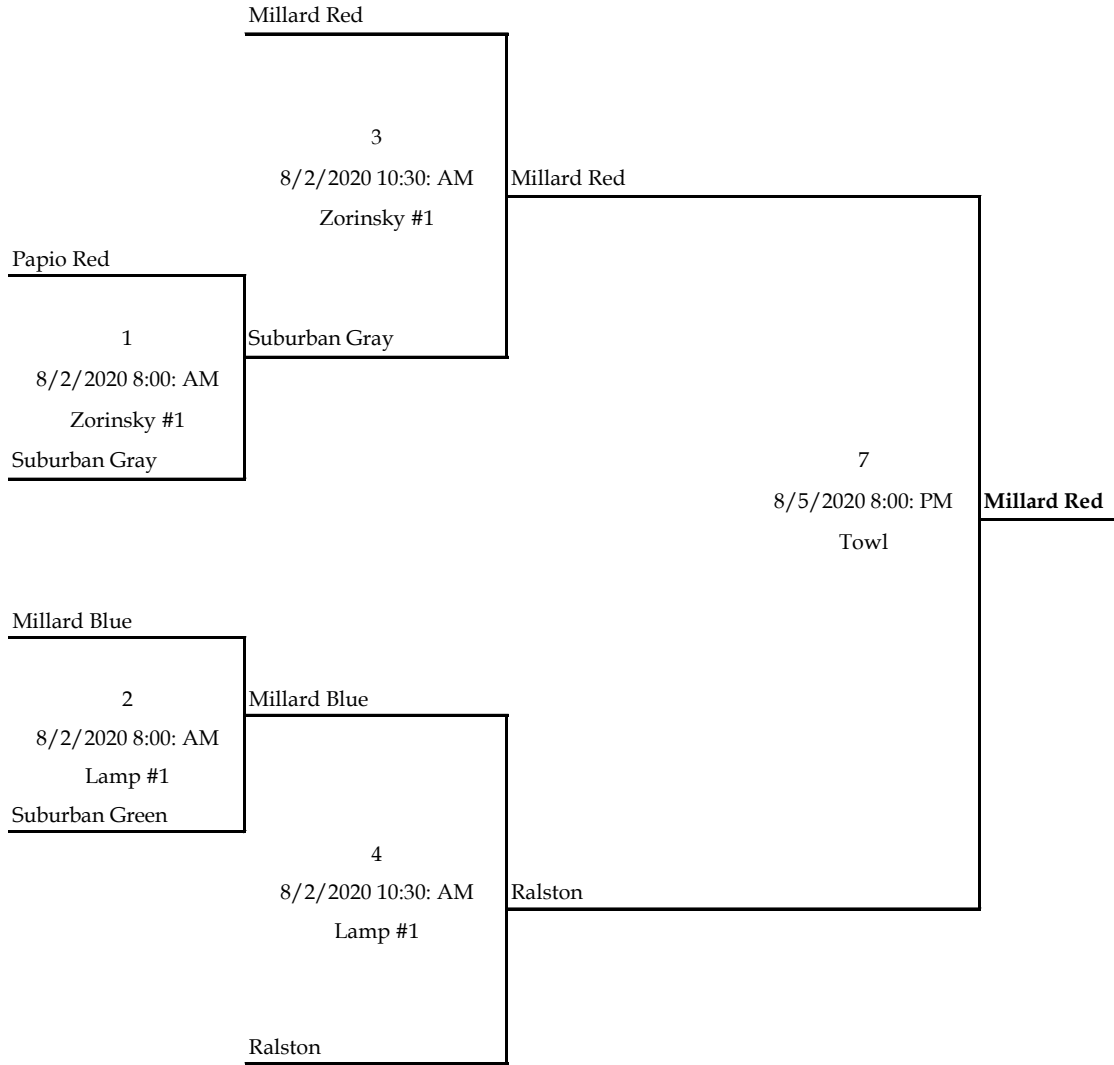 Millard Red
3
8/2/2020 10:30: AM
Millard Red
Zorinsky #1
Papio Red
1
Suburban Gray
8/2/2020 8:00: AM
Zorinsky #1
Suburban Gray
7
8/5/2020 8:00: PM
Millard Red
Towl
Millard Blue
2
Millard Blue
8/2/2020 8:00: AM
Lamp #1
Suburban Green
4
8/2/2020 10:30: AM
Ralston
Lamp #1
Ralston